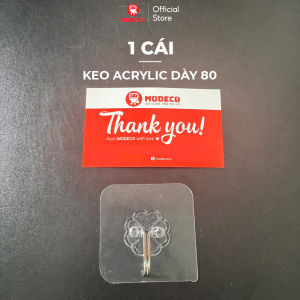 MODECO
Official
Store
1 CÁI
KEO ACRYLIC DÀY 80
MODECO
Thank you!
from MODECO with love